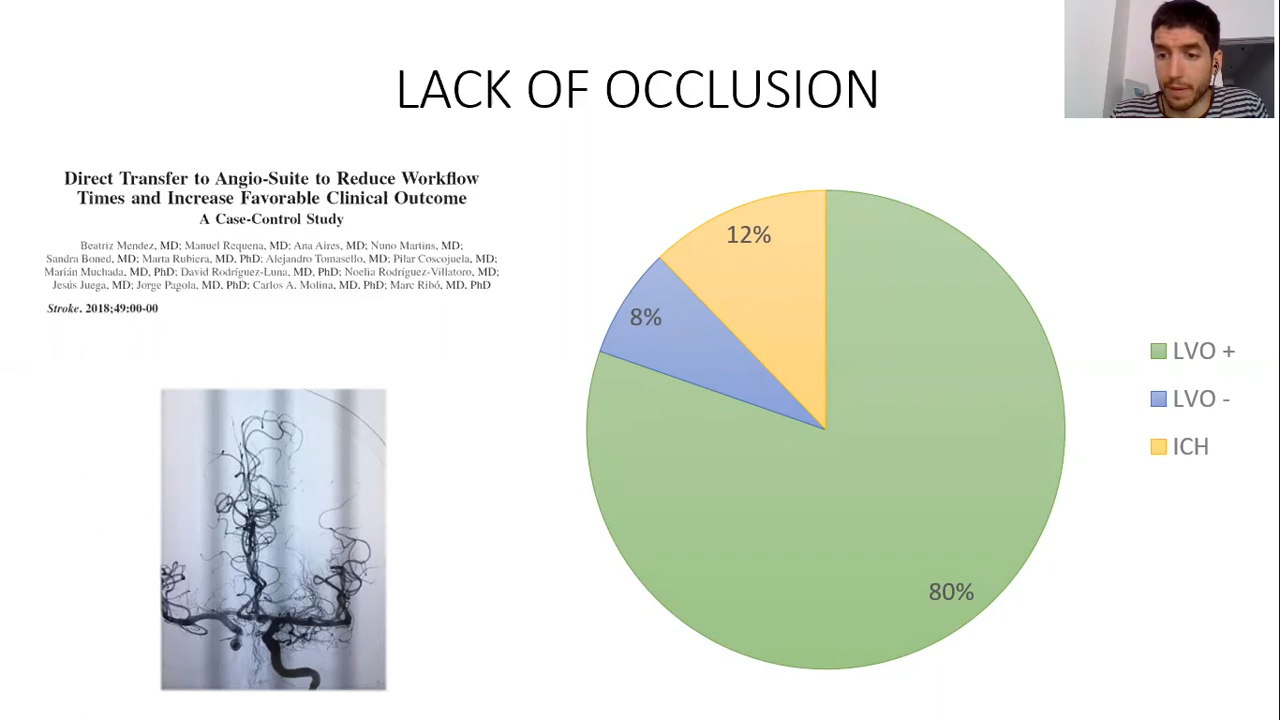 LACK OF OCCLUSION
Direct Transfer to Angio-Suite to Reduce Workflow
Times and Increase Favorable Clinical Outcome
A Case-Control Study
Beatriz Mendez, MD; Manuel Requena, MD; Ana Aires, MD; Nuno Martins, MD;
Sandra Boned, MD; Marta Rubiera, MD, PhD; Alejandro Tomasello, MD; Pilar Coscojuela, MD;
Marián Muchada, MD, PhD; David Rodríguez-Luna, MD, PhD; Noelia Rodríguez-Villatoro, MD;
Jesús Juega, MD; Jorge Pagola, MD, PhD; Carlos A. Molina, MD, PhD; Marc Ribó, MD, PhD
Stroke. 2018;49:00-00
12%
8%
80%
LVO +
LVO -
ICH